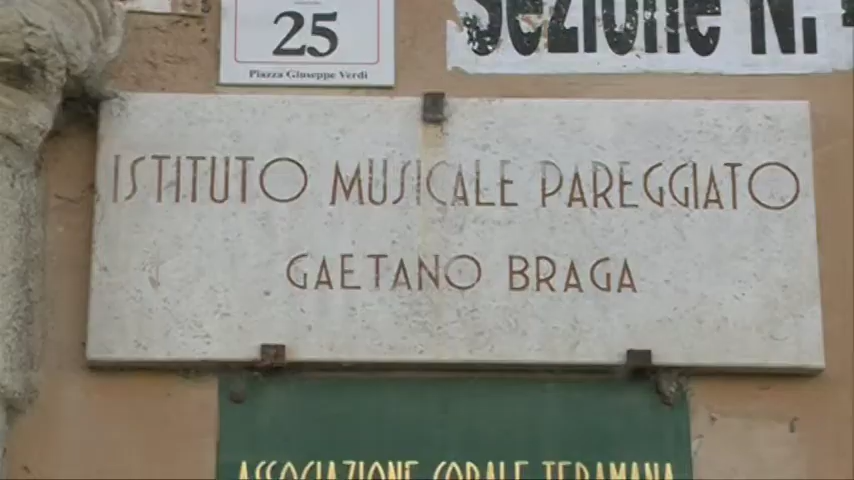 25
Piazza Giuseppe Verdi
Sezione N.
ISTITUTO MUSICALE PAREGGIATO
GAETANO BRAGA
ASSOCIAZIONE CORALE TERAMANA